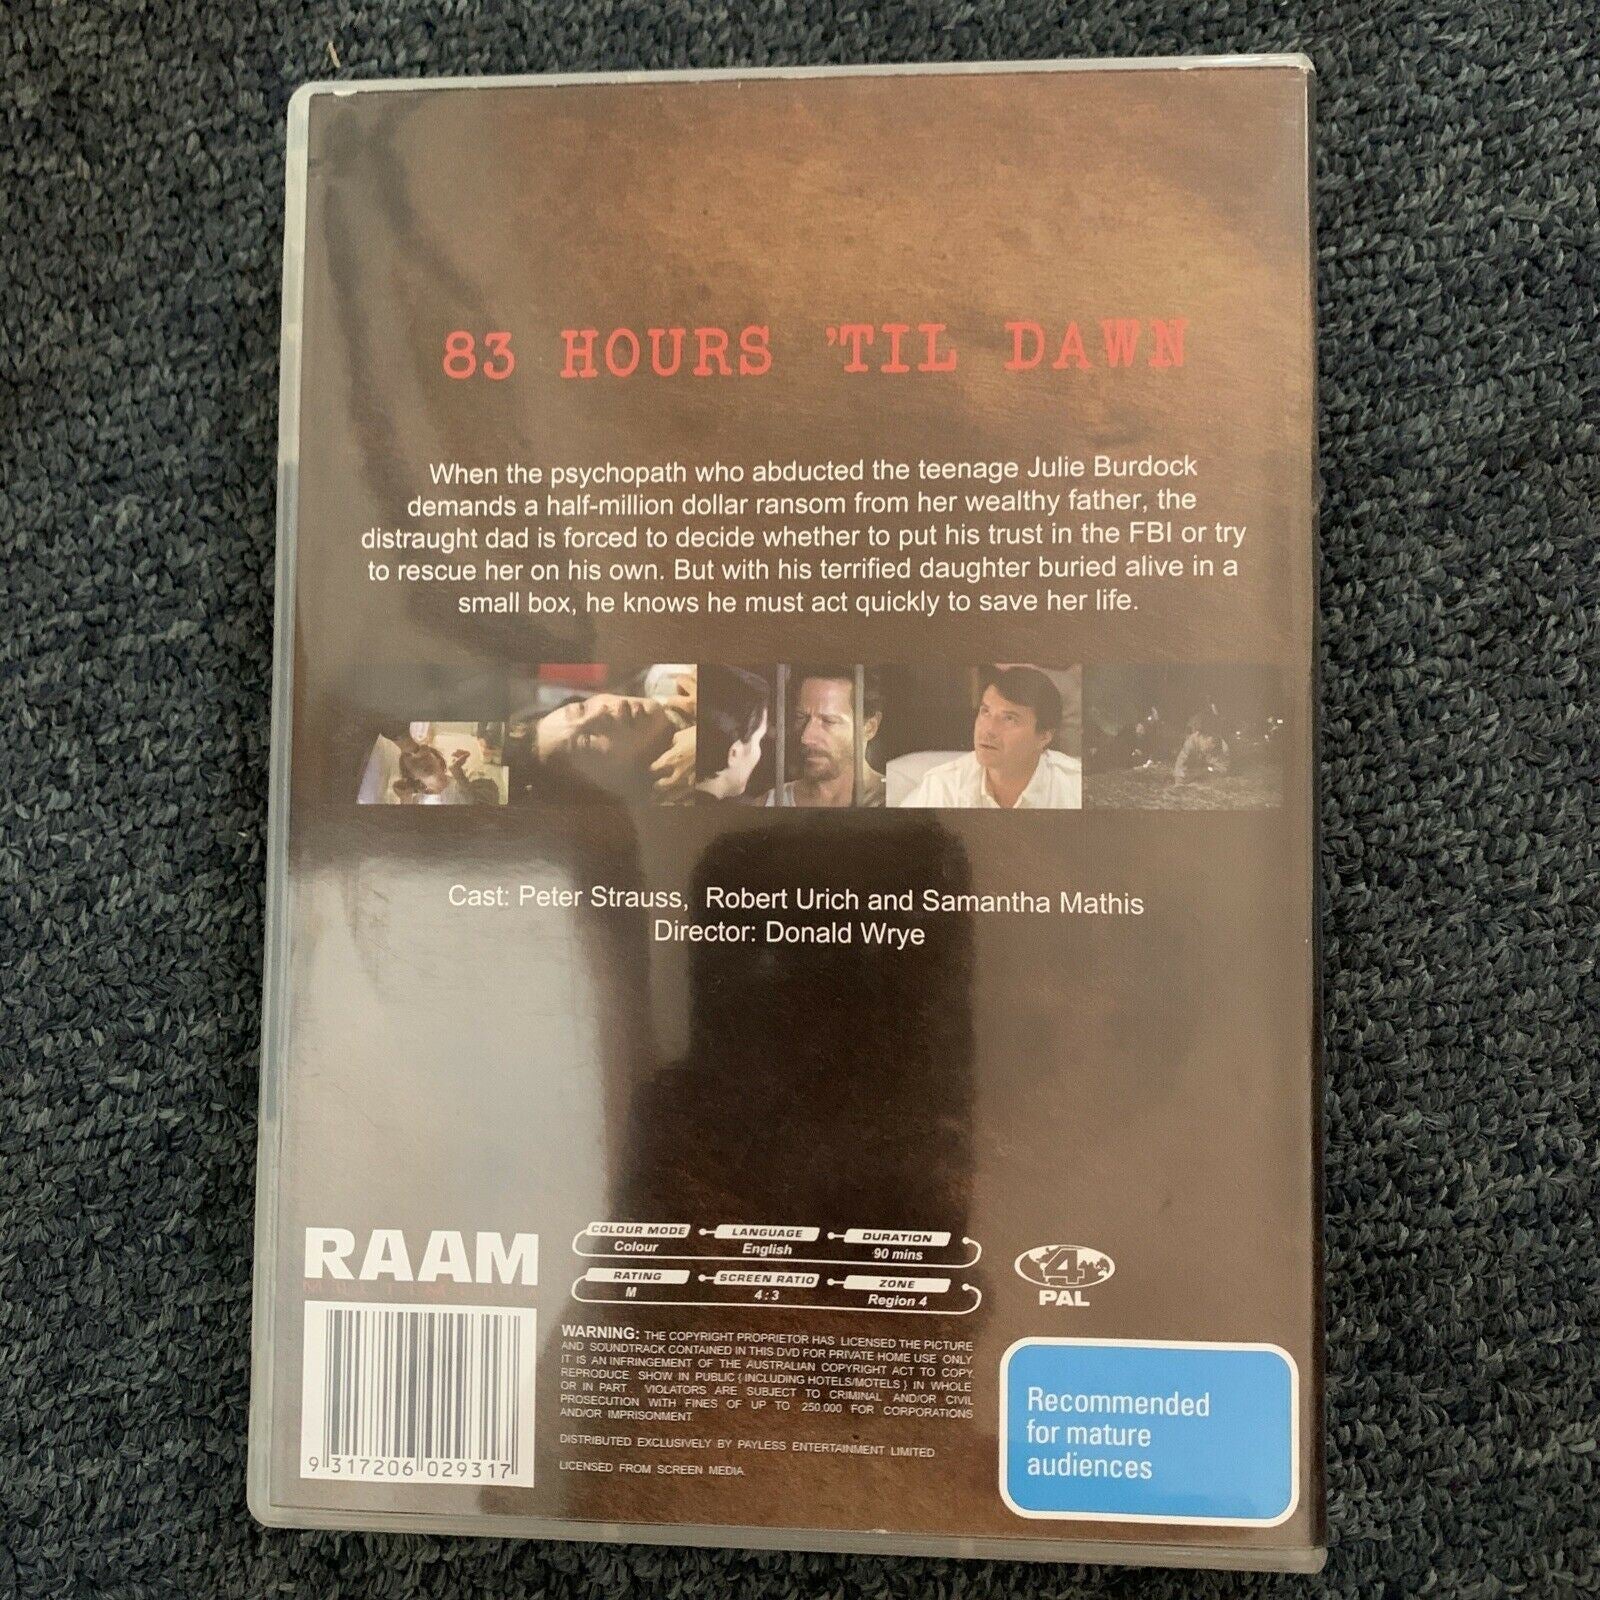 83 HOURS 'TIL DAWN
When the psychopath who abducted the teenage Julie Burdock
demands a half-million dollar ransom from her wealthy father, the
distraught dad is forced to decide whether to put his trust in the FBI or try
to rescue her on his own. But with his terrified daughter buried alive in a
small box, he knows he must act quickly to save her life.
Cast: Peter Strauss, Robert Urich and Samantha Mathis
Director: Donald Wrye
RAAM
COLOUR MODE LANGUAGE DURATION
Colour English 90 mins
RATING SCREEN RATIO ZONE
M 4:3 Region 4
4
PAL
WARNING: THE COPYRIGHT PROPRIETOR HAS LICENSED THE PICTURE
AND SOUNDTRACK CONTAINED IN THIS DVD FOR PRIVATE HOME USE ONLY
IT IS AN INFRINGEMENT OF THE AUSTRALIAN COPYRIGHT ACT TO COPY
REPRODUCE. SHOW IN PUBLIC (INCLUDING HOTELS/MOTELS) IN WHOLE
OR IN PART. VIOLATORS ARE SUBJECT TO CRIMINAL AND/OR CIVIL
PROSECUTION WITH FINES OF UP TO 250.000 FOR CORPORATIONS
AND/OR IMPRISONMENT
DISTRIBUTED EXCLUSIVELY BY PAYLESS ENTERTAINMENT LIMITED
LICENSED FROM SCREEN MEDIA.
9 317206 029317
Recommended
for mature
audiences